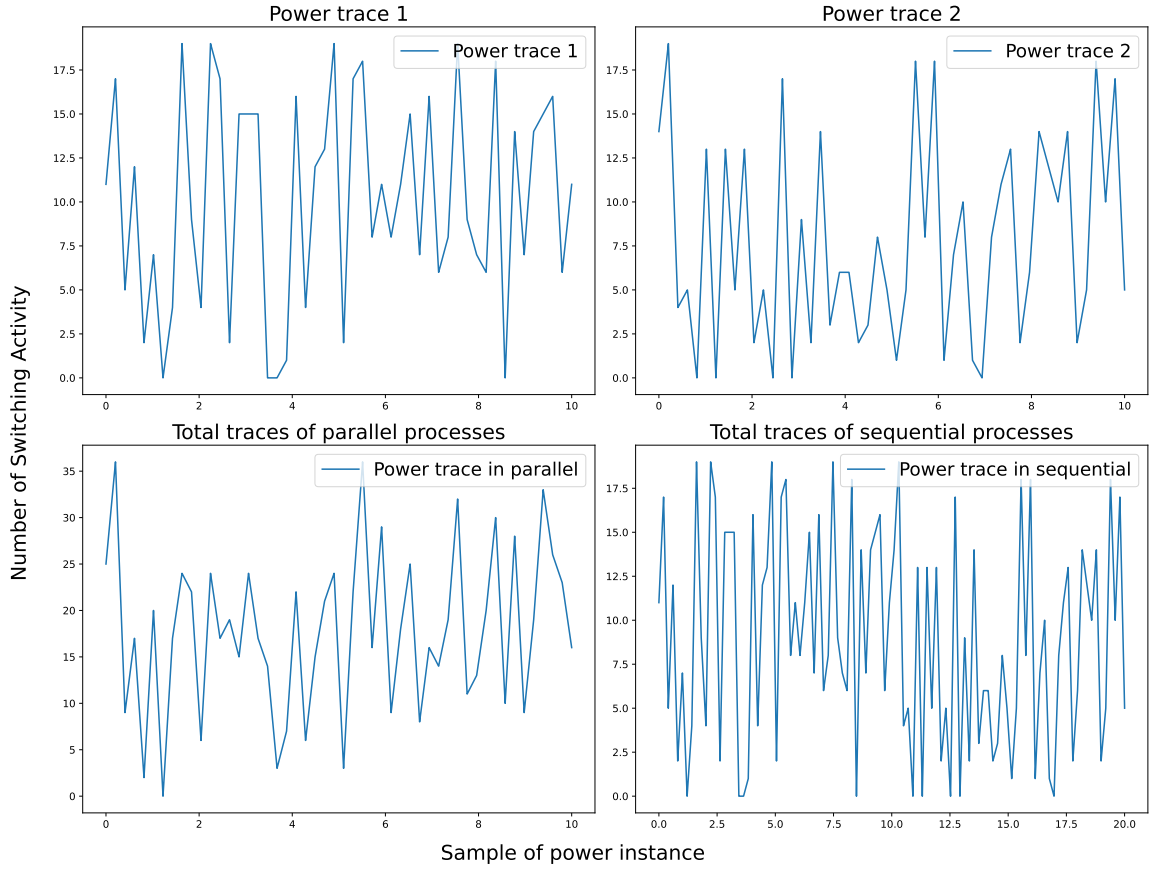 Power trace 1
Power trace 2
Power trace 1
Power trace 2
17.5
15.0
12.5
10.0
7.5
5.0
2.5
0.0
0 2 4 6 8 10
17.5
15.0
12.5
10.0
7.5
5.0
2.5
0.0
0 2 4 6 8 10
Number of Switching Activity
Total traces of parallel processes
Total traces of sequential processes
Power trace in parallel
Power trace in sequential
35
30
25
20
15
10
5
0
0 2 4 6 8 10
17.5
15.0
12.5
10.0
7.5
5.0
2.5
0.0
0.0 2.5 5.0 7.5 10.0 12.5 15.0 17.5 20.0
Sample of power instance